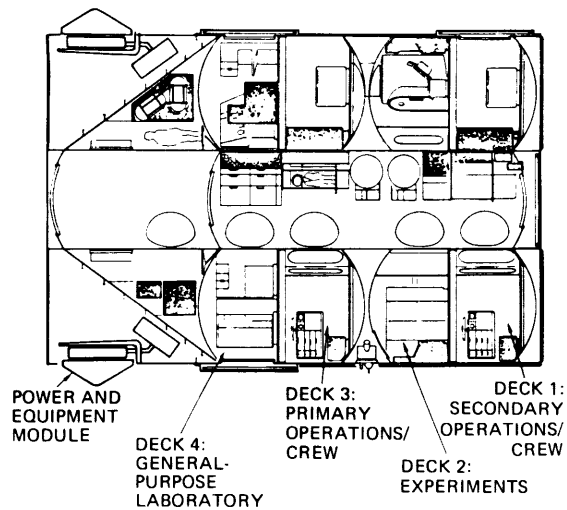 POWER AND
EQUIPMENT
MODULE
DECK 4:
GENERAL-
PURPOSE
LABORATORY
DECK 3:
PRIMARY
OPERATIONS/
CREW
DECK 2:
EXPERIMENTS
DECK 1:
SECONDARY
OPERATIONS/
CREW